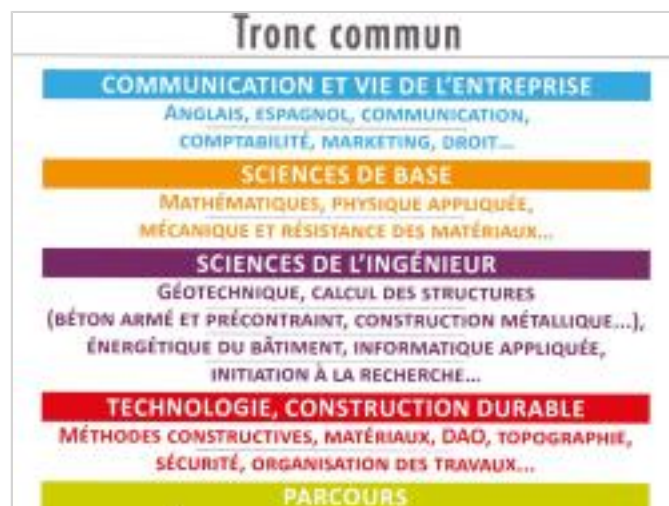 Tronc commun
COMMUNICATION ET VIE DE L'ENTREPRISE
ANGLAIS, ESPAGNOL, COMMUNICATION,
COMPTABILITÉ, MARKETING, DROIT...
SCIENCES DE BASE
MATHÉMATIQUES, PHYSIQUE APPLIQUÉE,
MÉCANIQUE ET RÉSISTANCE DES MATÉRIAUX...
SCIENCES DE L'INGÉNIEUR
GÉOTECHNIQUE, CALCUL DES STRUCTURES
(BÉTON ARMÉ ET PRÉCONTRAINT, CONSTRUCTION MÉTALLIQUE...),
ÉNERGÉTIQUE DU BÂTIMENT, INFORMATIQUE APPLIQUÉE,
INITIATION À LA RECHERCHE...
TECHNOLOGIE, CONSTRUCTION DURABLE
MÉTHODES CONSTRUCTIVES, MATÉRIAUX, DAO, TOPOGRAPHIE,
SÉCURITÉ, ORGANISATION DES TRAVAUX...
PARCOURS